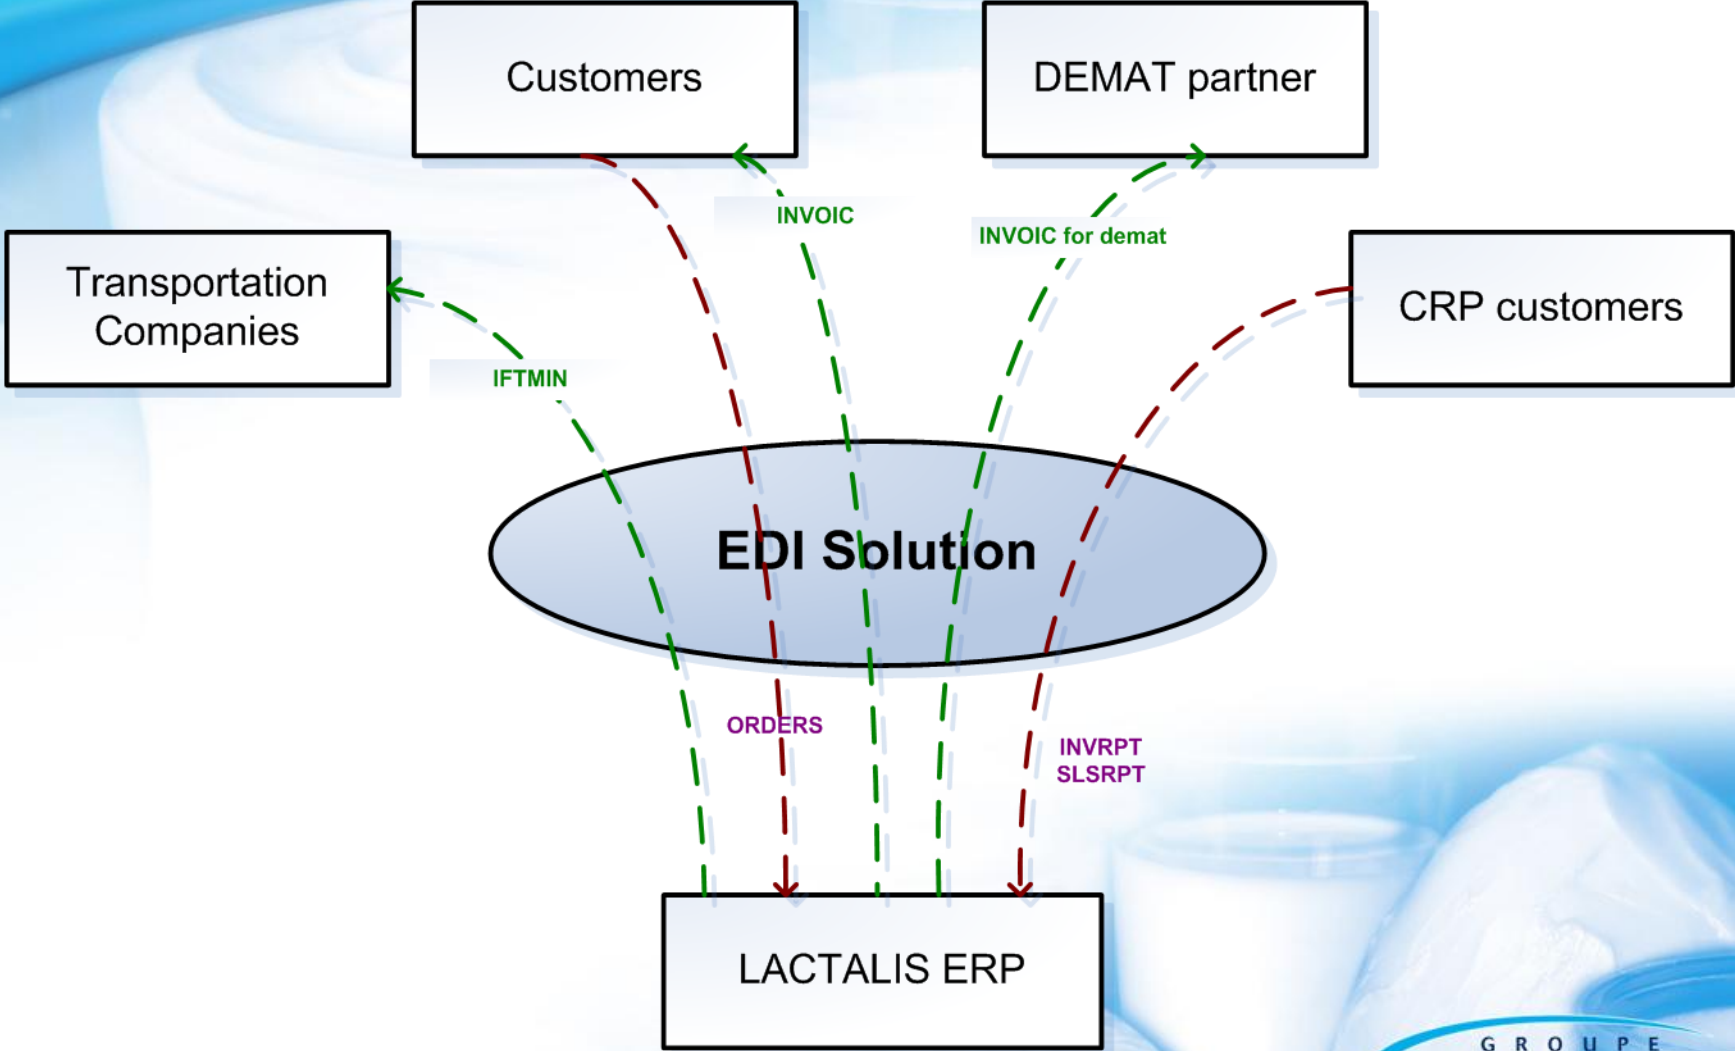 Customers
DEMAT partner
INVOIC
INVOIC for demat
Transportation
Companies
CRP customers
IFTMIN
EDI Solution
ORDERS
INVRPT
SLSRPT
LACTALIS ERP
GROUPE